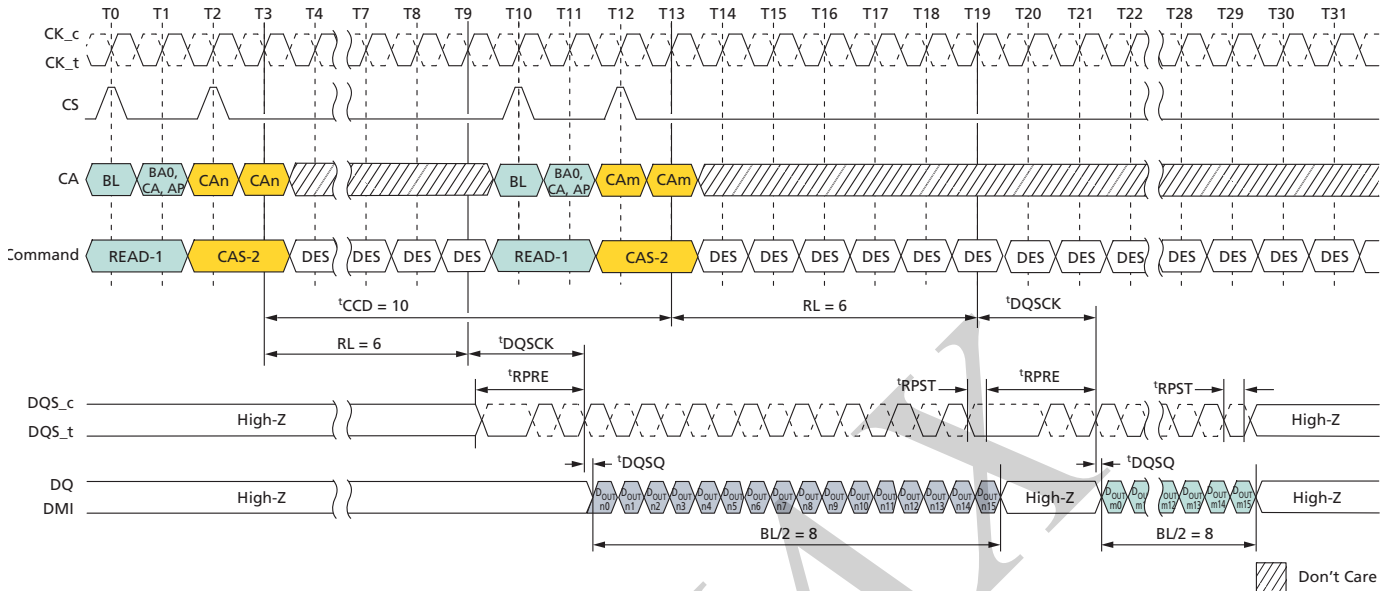 T0 T1 T2 T3 T4 T7 T8 T9 T10 T11 T12 T13 T14 T15 T16 T17 T18 T19 T20 T21 T22 T28 T29 T30 T31
CK_c
CK_t
CS
CA BL BA0, CA, AP CAn CAn BL BA0, CA, AP CAm CAm
Command READ-1 CAS-2 DES DES DES DES READ-1 CAS-2 DES DES DES DES DES DES DES DES DES DES DES DES DES
tCCD = 10 RL = 6 tDQSCK
RL = 6 tDQSCK
tRPRE tRPST tRPRE tRPST
DQS_c
DQS_t
High-Z High-Z
tDQSQ tDQSQ
DQ
DMI
High-Z DOUT n0 DOUT n1 DOUT n2 DOUT n3 DOUT n4 DOUT n5 DOUT n6 DOUT n7 DOUT n8 DOUT n9 DOUT n10 DOUT n11 DOUT n12 DOUT n13 DOUT n14 DOUT n15 High-Z DOUT m0 DOUT DOUT m12 DOUT m13 DOUT m14 DOUT m15 High-Z
BL/2 = 8 BL/2 = 8
Don't Care